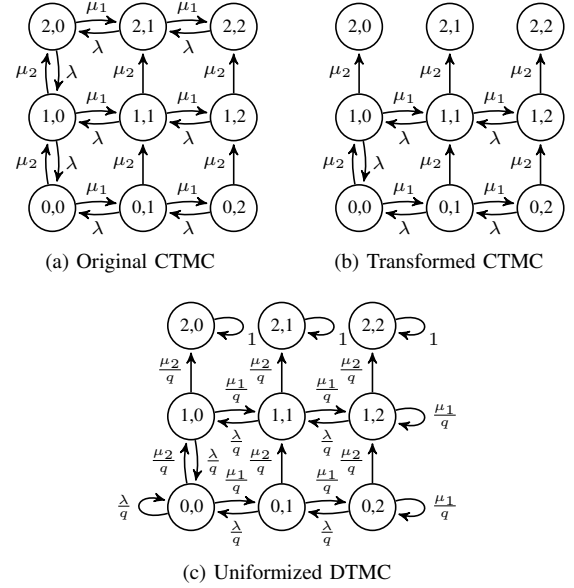 2,0 μ₁ 2,1 μ₁ 2,2
λ λ
μ₂ λ μ₂ μ₂
1,0 μ₁ 1,1 μ₁ 1,2
λ λ
μ₂ λ μ₂ μ₂
0,0 μ₁ 0,1 μ₁ 0,2
λ λ
(a) Original CTMC
2,0 2,1 2,2
μ₂ μ₂ μ₂
1,0 μ₁ 1,1 μ₁ 1,2
λ λ
μ₂ λ μ₂ μ₂
0,0 μ₁ 0,1 μ₁ 0,2
λ λ
(b) Transformed CTMC
2,0 1 2,1 1 2,2 1
μ₂/q μ₂/q μ₂/q
1,0 μ₁/q 1,1 μ₁/q 1,2 μ₁/q
λ/q λ/q
μ₂/q λ/q μ₂/q μ₂/q
λ/q 0,0 μ₁/q 0,1 μ₁/q 0,2 μ₁/q
λ/q λ/q
(c) Uniformized DTMC